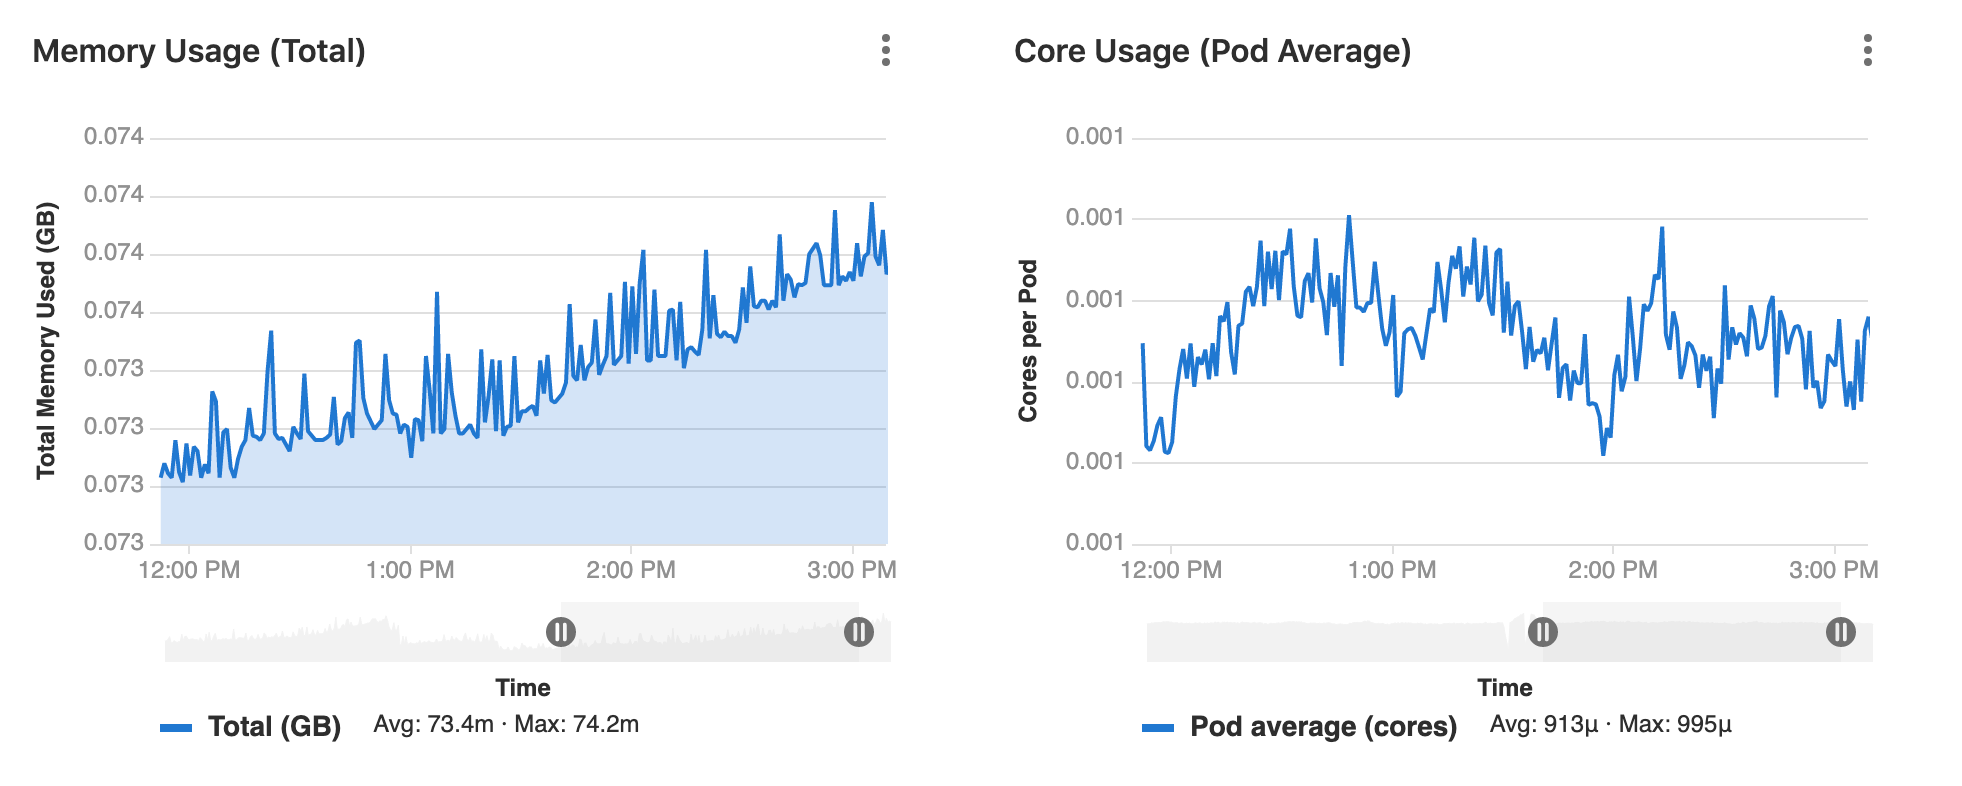 Memory Usage (Total)
Total Memory Used (GB)
0.074
0.074
0.074
0.074
0.073
0.073
0.073
0.073
12:00 PM 1:00 PM 2:00 PM 3:00 PM
Time
Total (GB) Avg: 73.4m · Max: 74.2m
Core Usage (Pod Average)
Cores per Pod
0.001
0.001
0.001
0.001
0.001
0.001
12:00 PM 1:00 PM 2:00 PM 3:00 PM
Time
Pod average (cores) Avg: 913µ · Max: 995µ